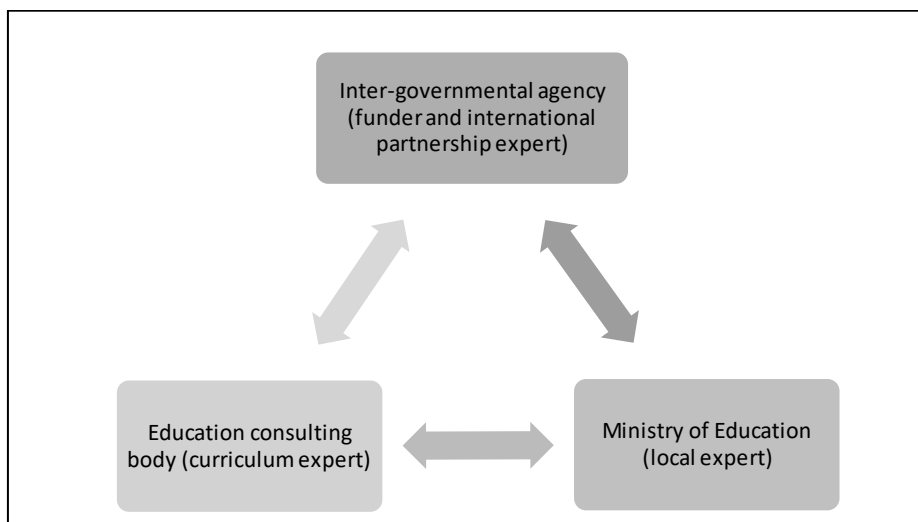 Inter-governmental agency
(funder and international
partnership expert)
Education consulting
body (curriculum expert)
Ministry of Education
(local expert)